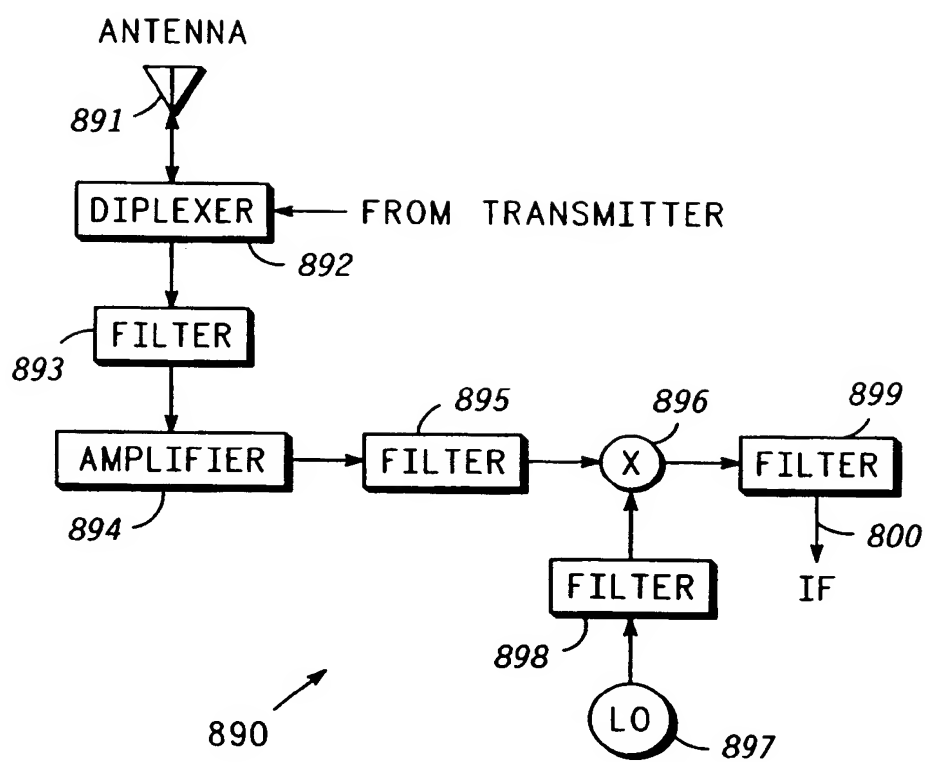 ANTENNA
891
DIPLEXER
FROM TRANSMITTER
892
FILTER
893
895
896
899
AMPLIFIER
FILTER
X
FILTER
894
800
FILTER
IF
898
890
LO
897